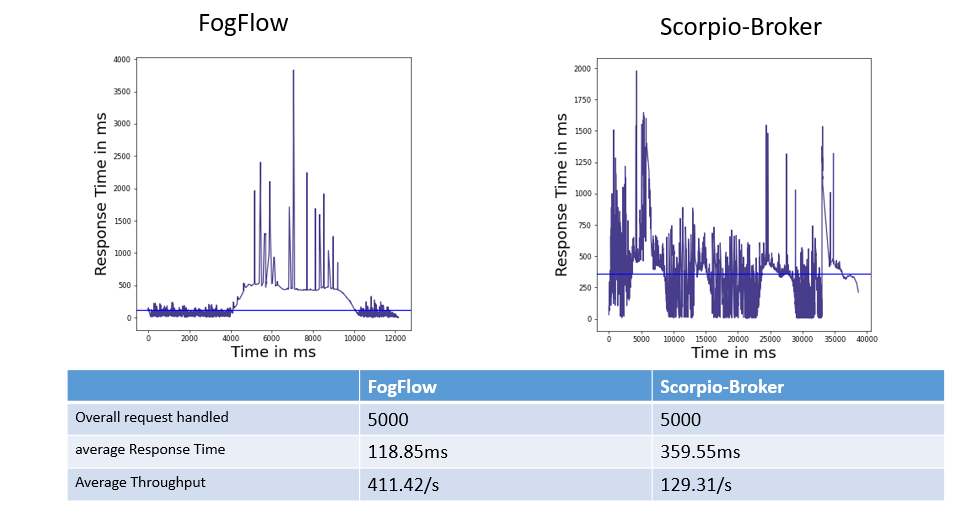 FogFlow
Scorpio-Broker
4000
3500
3000
2500
2000
1500
1000
500
0
Response Time in ms
0 2000 4000 6000 8000 10000 12000
Time in ms
2000
1750
1500
1250
1000
750
500
250
0
Response Time in ms
0 5000 10000 15000 20000 25000 30000 35000 40000
Time in ms
FogFlow Scorpio-Broker
Overall request handled 5000 5000
average Response Time 118.85ms 359.55ms
Average Throughput 411.42/s 129.31/s